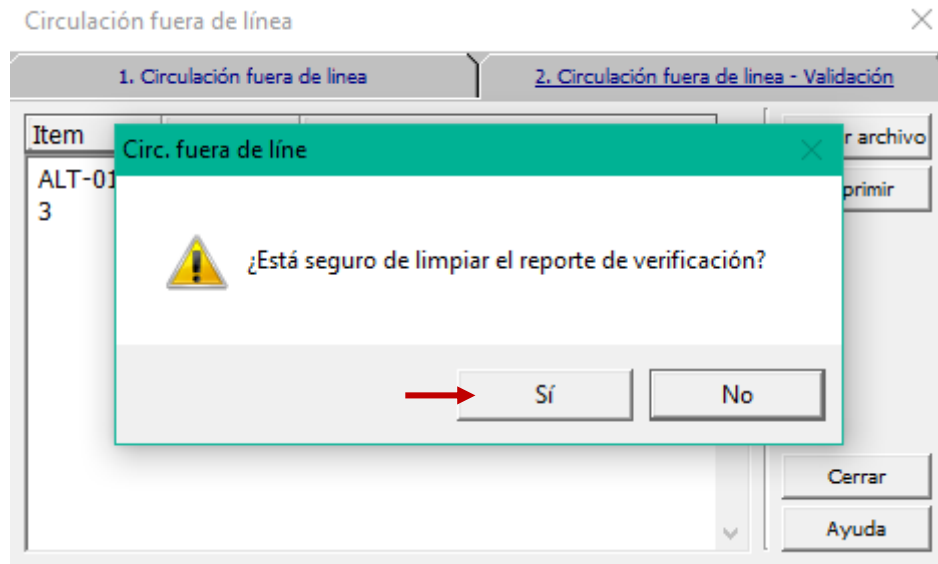 Circulación fuera de línea
1. Circulación fuera de linea
2. Circulación fuera de linea - Validación
Item
r archivo
ALT-01
3
primir
Circ. fuera de líne
¿Está seguro de limpiar el reporte de verificación?
Sí
No
Cerrar
Ayuda